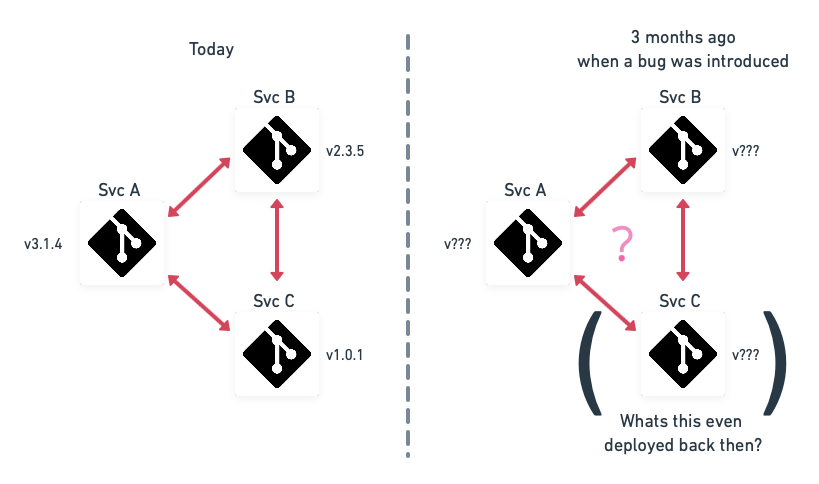 Today
Svc B
v2.3.5
Svc A
v3.1.4
Svc C
v1.0.1
3 months ago
when a bug was introduced
Svc B
v???
Svc A
v???
?
Svc C
( v??? )
Whats this even
deployed back then?